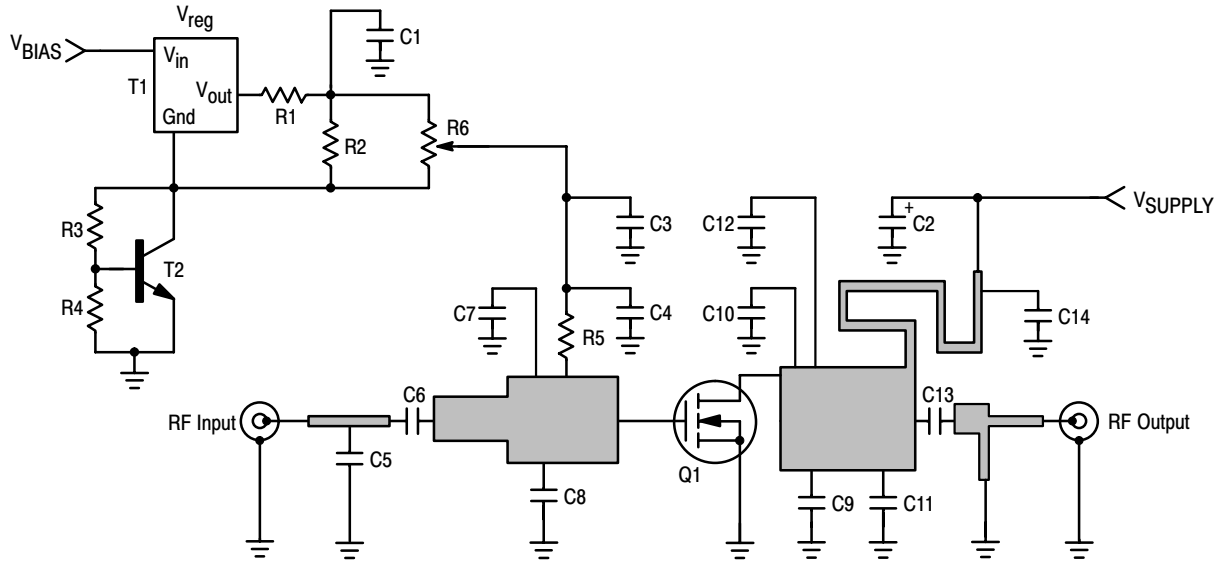 V_reg
C1
V_BIAS
V_in
T1
V_out
Gnd
R1
R2
R6
R3
T2
R4
C3
C12
C2
+
V_SUPPLY
C7
C4
C10
C14
R5
C6
C13
RF Input
RF Output
C5
C8
Q1
C9
C11